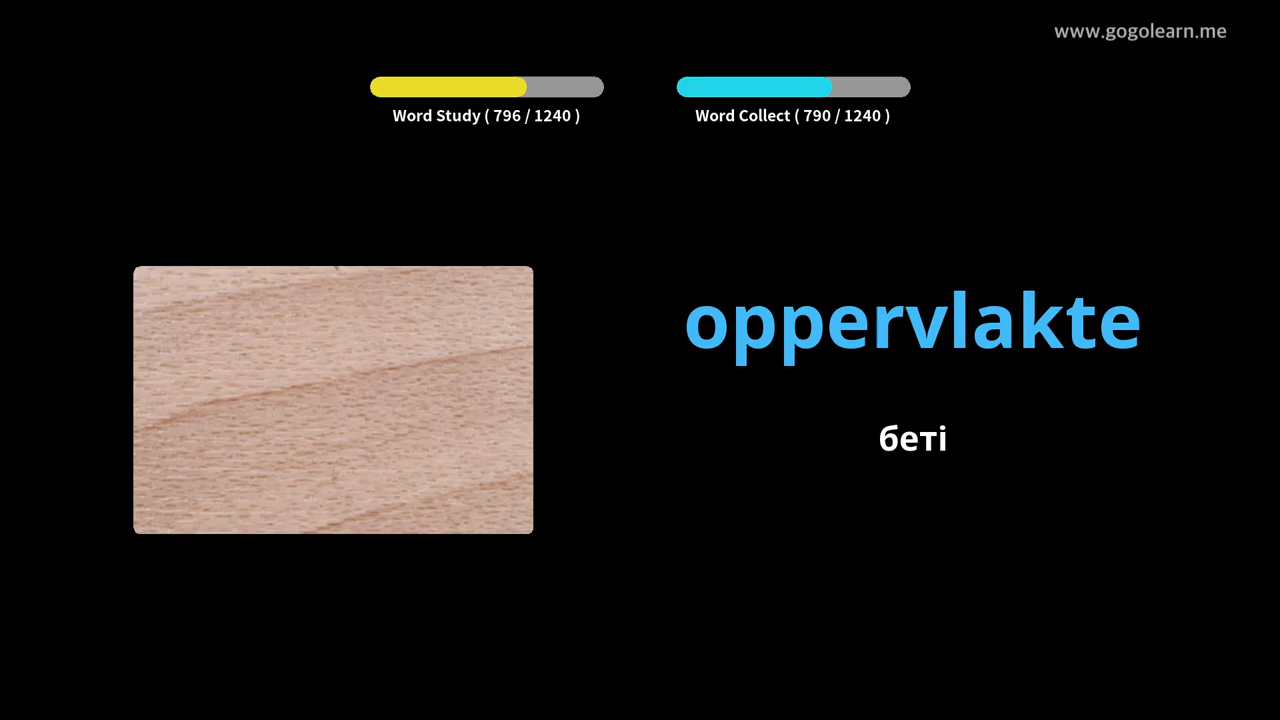 www.gogolearn.me
Word Study ( 796 / 1240 )
Word Collect ( 790 / 1240 )
oppervlakte
беті